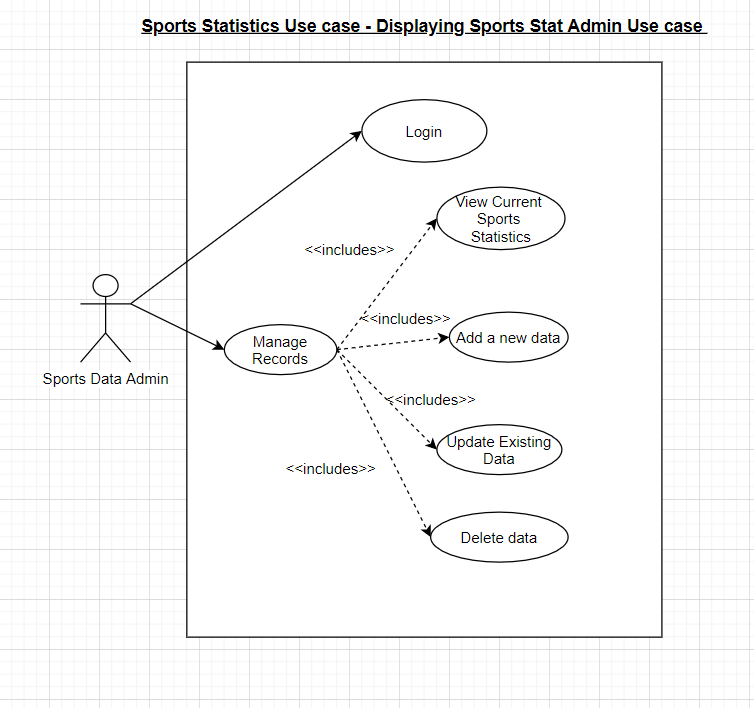 Sports Statistics Use case - Displaying Sports Stat Admin Use case
Login
View Current
Sports
Statistics
<<includes>>
<<includes>>
Add a new data
Manage
Records
Sports Data Admin
<<includes>>
Update Existing
Data
<<includes>>
Delete data